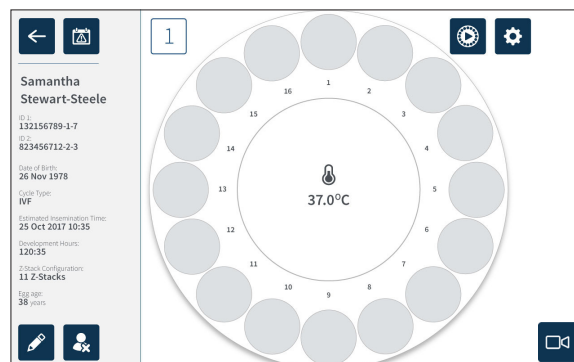 Samantha
Stewart-Steele
ID 1:
132156789-1-7
ID 2:
823456712-2-3
Date of Birth:
26 Nov 1978
Cycle Type:
IVF
Estimated Insemination Time:
25 Oct 2017 10:35
Development Hours:
120:35
Z-Stack Configuration:
11 Z-Stacks
Egg age:
38 years
1
1
2
3
4
5
6
7
8
9
10
11
12
13
14
15
16
37.0°C